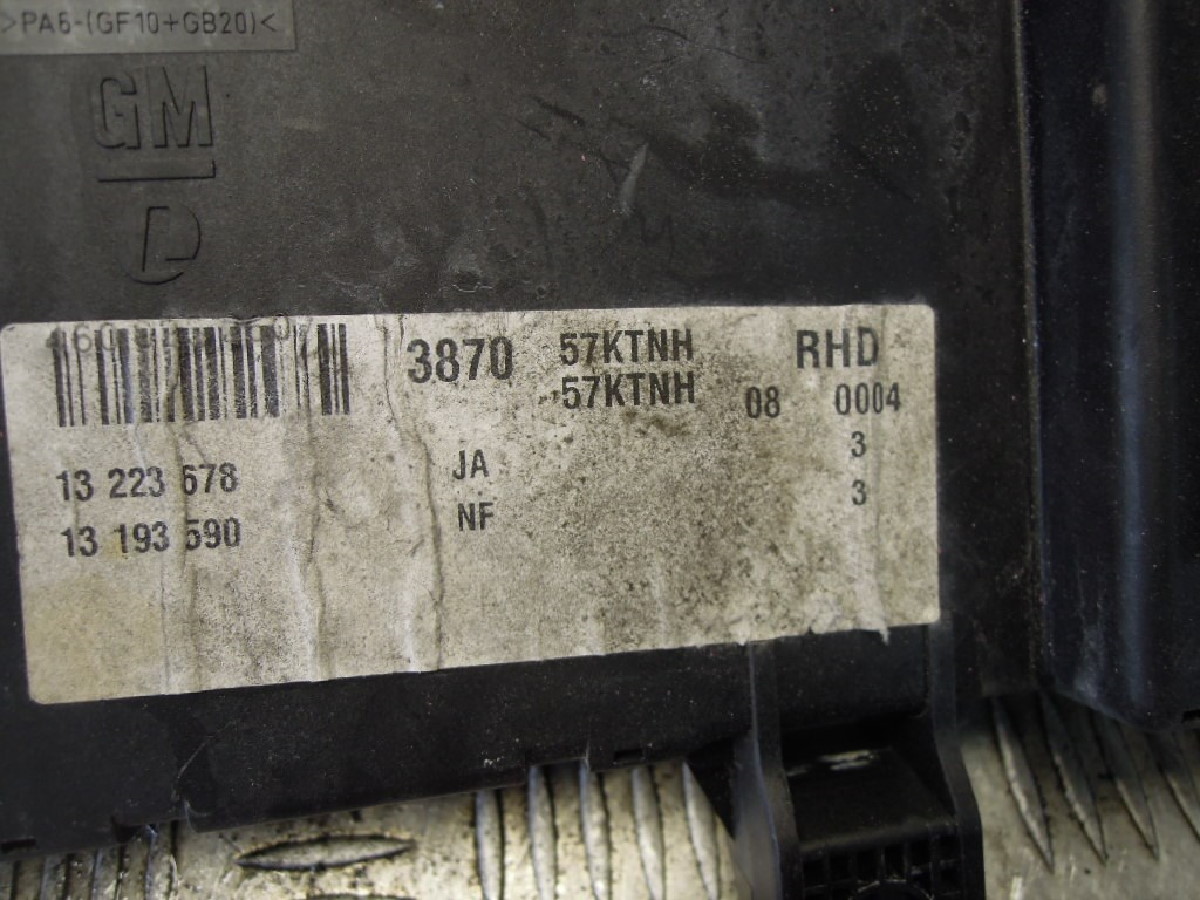 >PA6-(GF10+GB20)<
GM
3870 57KTNH RHD
57KTNH 08 0004
3
13 223 678 JA
3
13 193 590 NF